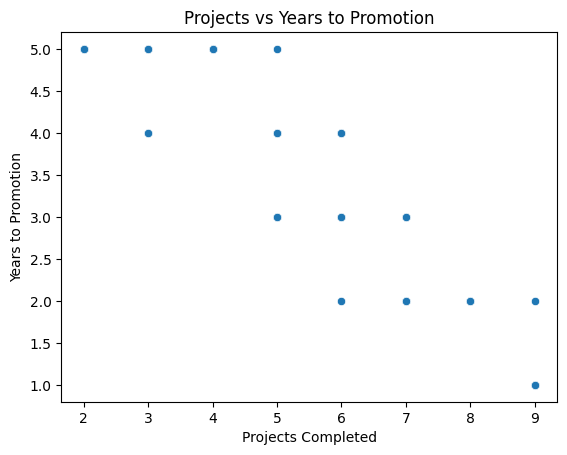 Projects vs Years to Promotion
5.0
4.5
4.0
3.5
3.0
2.5
2.0
1.5
1.0
Years to Promotion
2 3 4 5 6 7 8 9
Projects Completed